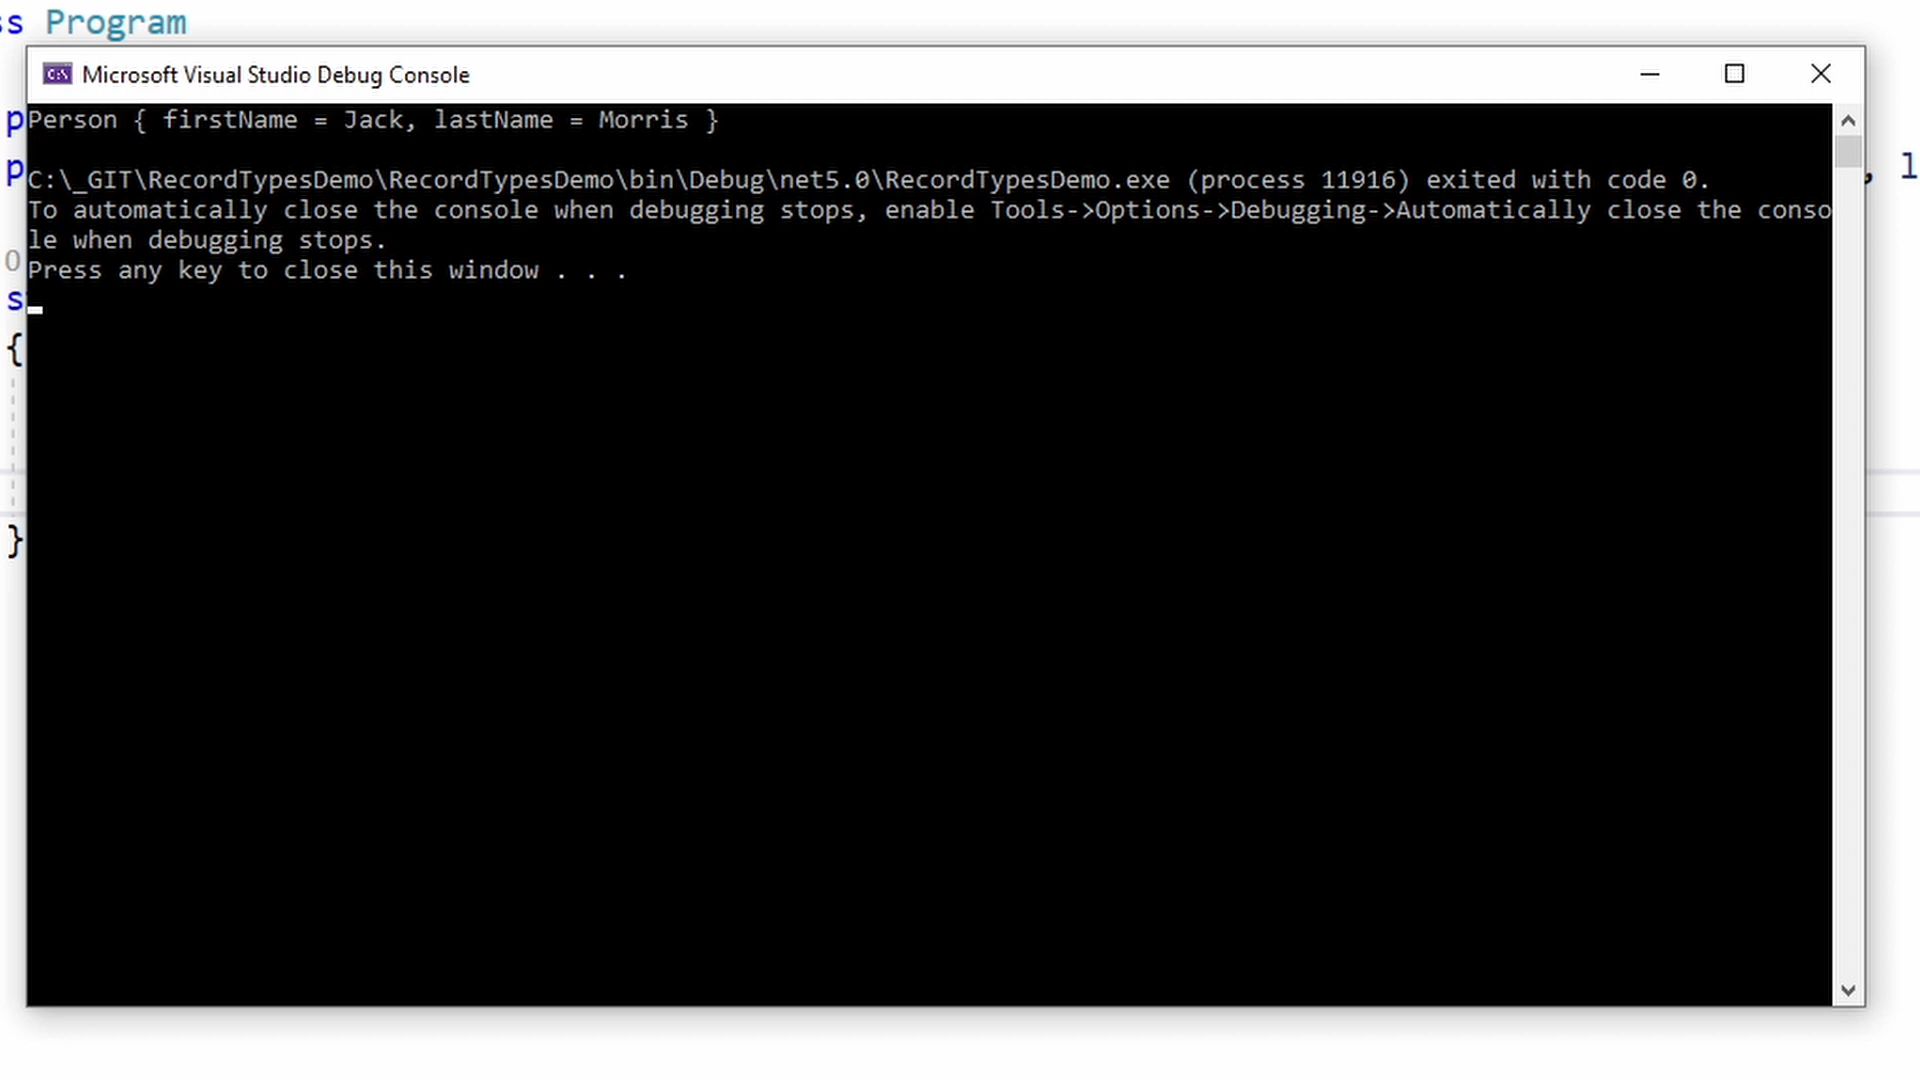 ss Program
Microsoft Visual Studio Debug Console
p
Person { firstName = Jack, lastName = Morris }
p
C:\_GIT\RecordTypesDemo\RecordTypesDemo\bin\Debug\net5.0\RecordTypesDemo.exe (process 11916) exited with code 0.
, l
To automatically close the console when debugging stops, enable Tools->Options->Debugging->Automatically close the conso
le when debugging stops.
0
Press any key to close this window . . .
s
{
}